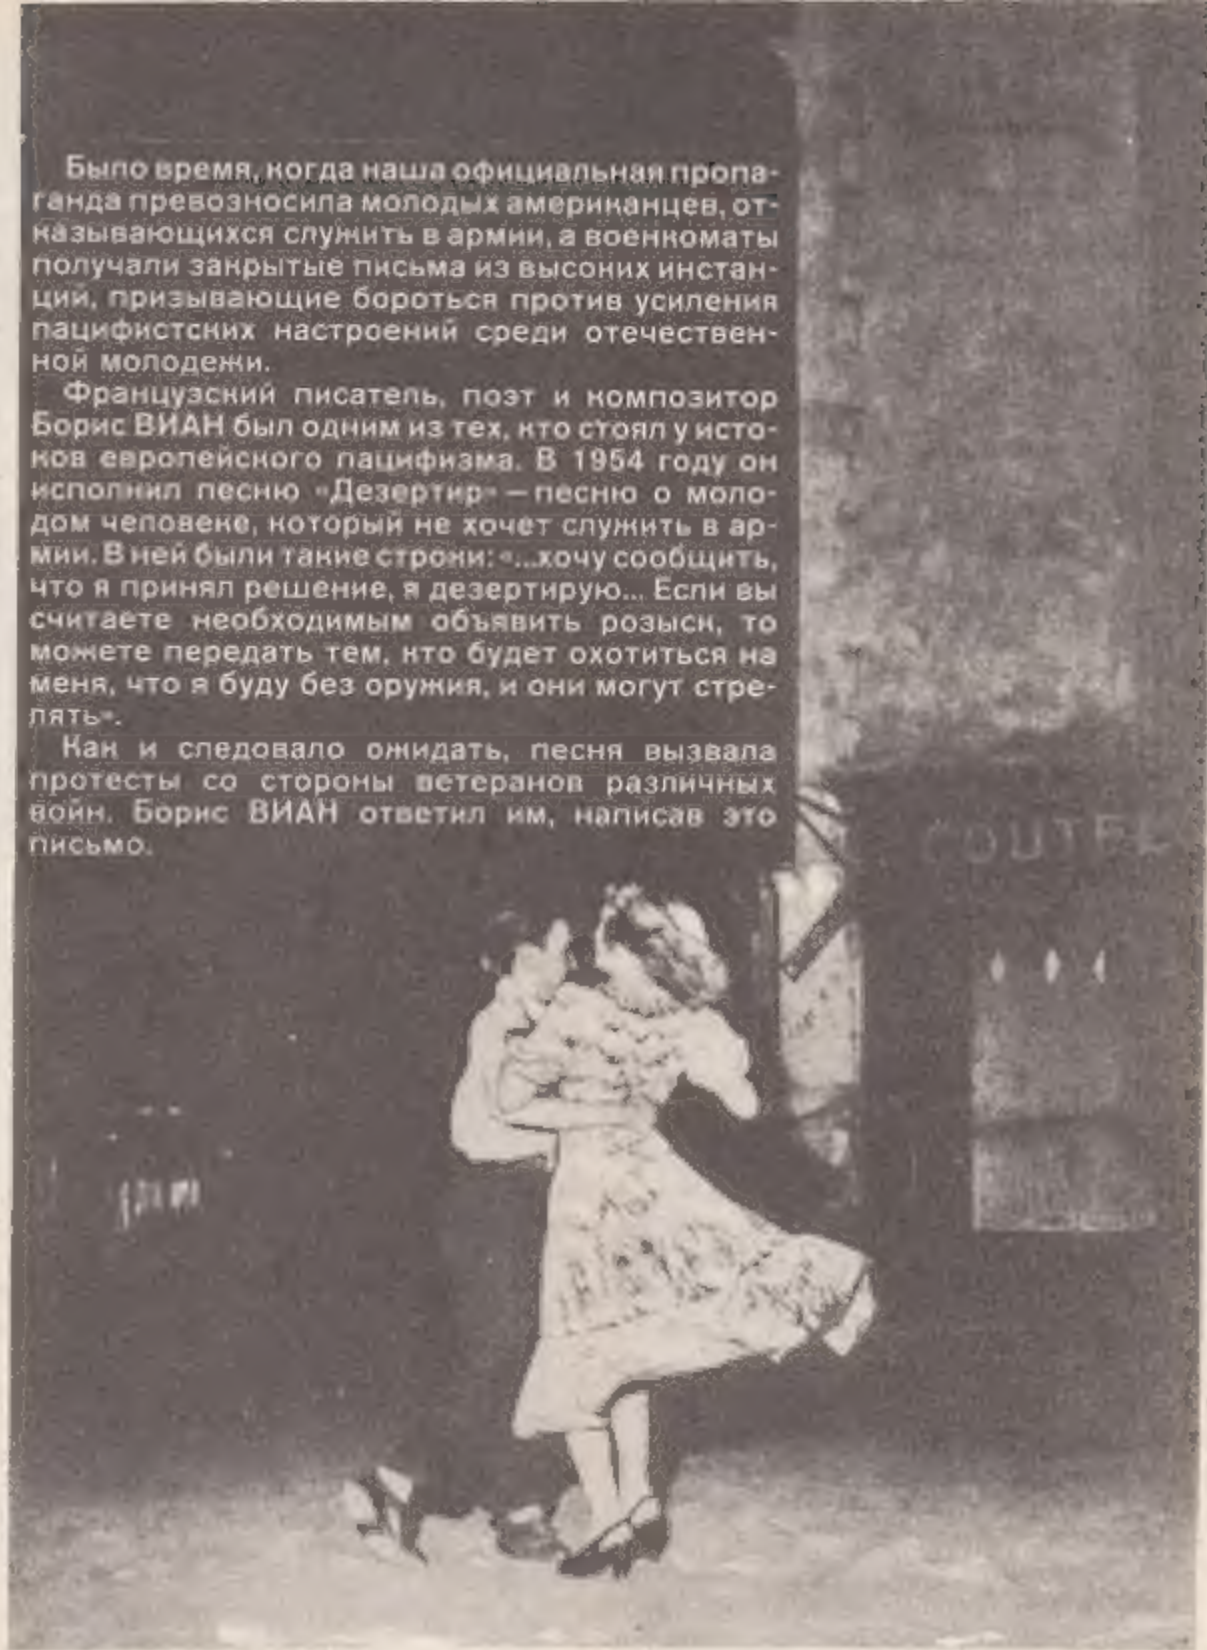 Было время, когда наша официальная пропа-
ганда превозносила молодых американцев, от-
казывающихся служить в армии, а военкоматы
получали закрытые письма из высоких инстан-
ций, призывающие бороться против усиления
пацифистских настроений среди отечествен-
ной молодежи.
Французский писатель, поэт и композитор
Борис ВИАН был одним из тех, кто стоял у исто-
ков европейского пацифизма. В 1954 году он
исполнил песню «Дезертир» — песню о моло-
дом человеке, который не хочет служить в ар-
мии. В ней были такие строки: «...хочу сообщить,
что я принял решение, я дезертирую... Если вы
считаете необходимым объявить розыск, то
можете передать тем, кто будет охотиться на
меня, что я буду без оружия, и они могут стре-
лять».
Как и следовало ожидать, песня вызвала
протесты со стороны ветеранов различных
войн. Борис ВИАН ответил им, написав это
письмо.